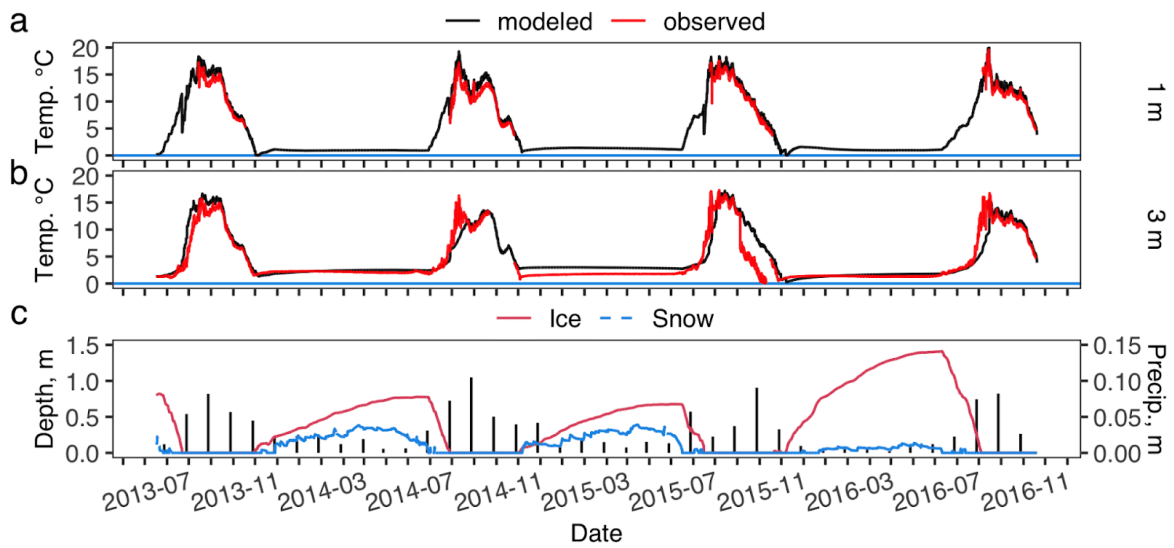 a
modeled observed
Temp. °C
20
15
10
5
0
1 m
b
Temp. °C
20
15
10
5
0
3 m
c
Ice Snow
Depth, m
1.5
1.0
0.5
0.0
0.15
0.10
0.05
0.00
Precip., m
2013-07 2013-11 2014-03 2014-07 2014-11 2015-03 2015-07 2015-11 2016-03 2016-07 2016-11
Date